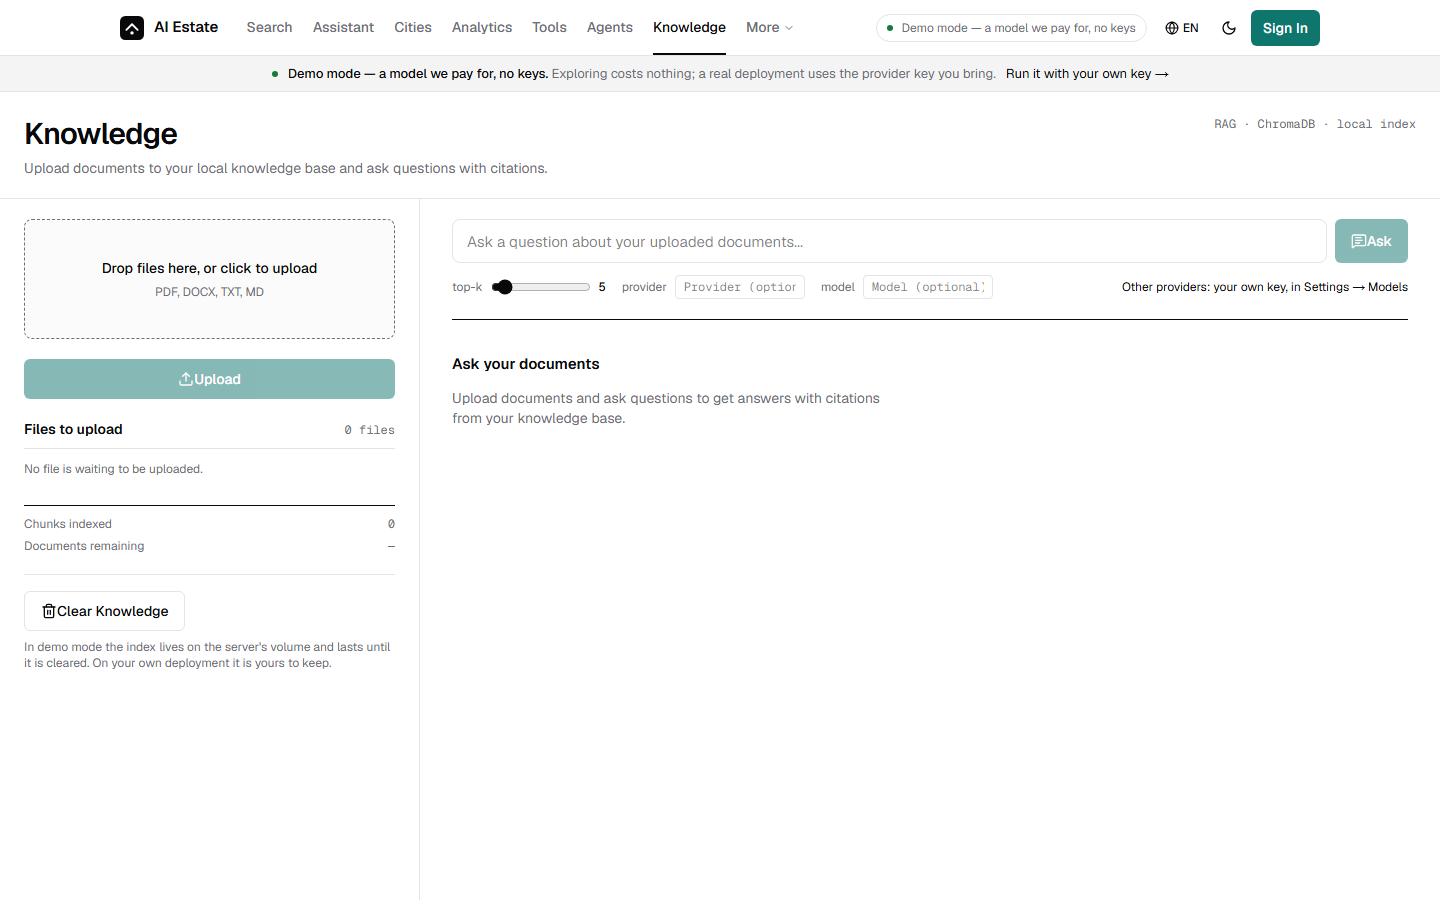 AI Estate Search Assistant Cities Analytics Tools Agents Knowledge More Demo mode — a model we pay for, no keys EN Sign In
Demo mode — a model we pay for, no keys. Exploring costs nothing; a real deployment uses the provider key you bring. Run it with your own key →
Knowledge
RAG · ChromaDB · local index
Upload documents to your local knowledge base and ask questions with citations.
Drop files here, or click to upload
PDF, DOCX, TXT, MD
Upload
Files to upload 0 files
No file is waiting to be uploaded.
Chunks indexed 0
Documents remaining —
Clear Knowledge
In demo mode the index lives on the server's volume and lasts until
it is cleared. On your own deployment it is yours to keep.
Ask a question about your uploaded documents...
Ask
top-k 5 provider Provider (option model Model (optional) Other providers: your own key, in Settings → Models
Ask your documents
Upload documents and ask questions to get answers with citations
from your knowledge base.